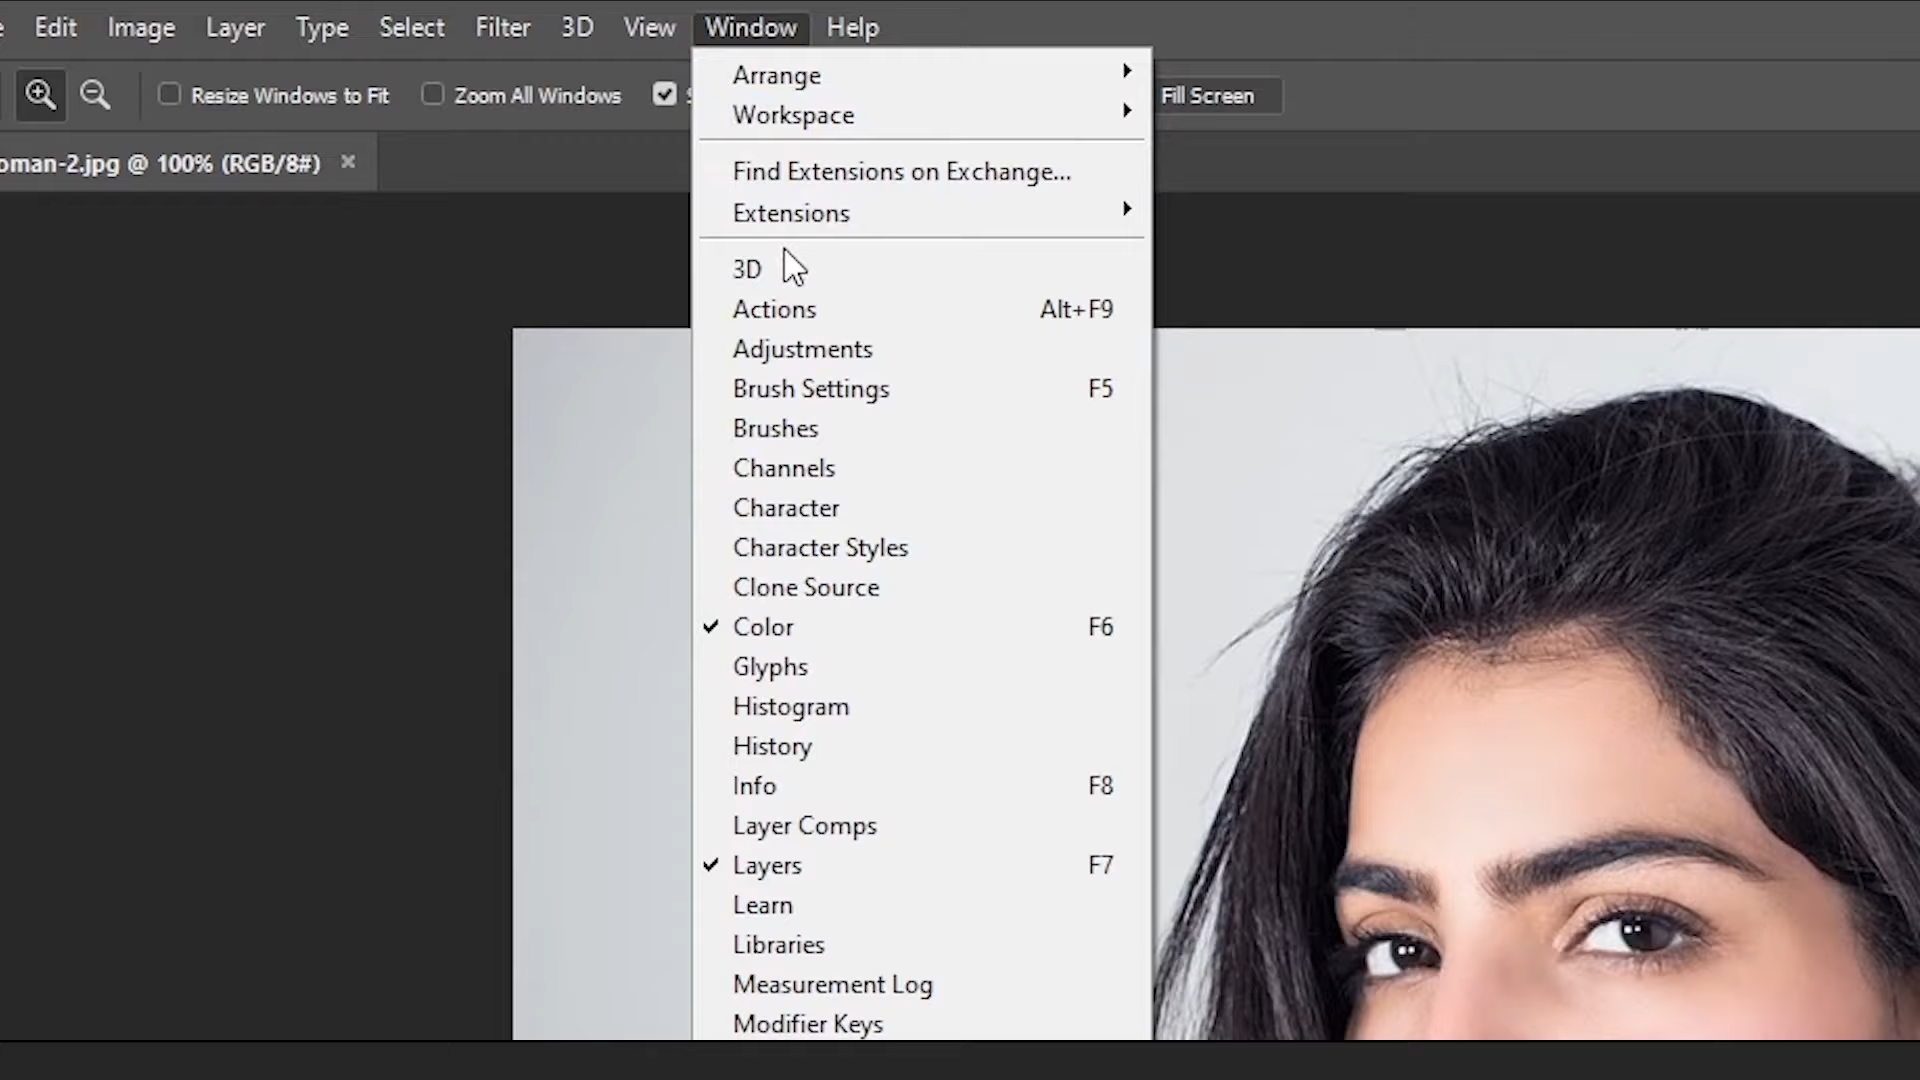 Edit Image Layer Type Select Filter 3D View Window Help
Resize Windows to Fit Zoom All Windows Fill Screen
oman-2.jpg @ 100% (RGB/8#) ×
Arrange
Workspace
Find Extensions on Exchange...
Extensions
3D
Actions Alt+F9
Adjustments
Brush Settings F5
Brushes
Channels
Character
Character Styles
Clone Source
Color F6
Glyphs
Histogram
History
Info F8
Layer Comps
Layers F7
Learn
Libraries
Measurement Log
Modifier Keys